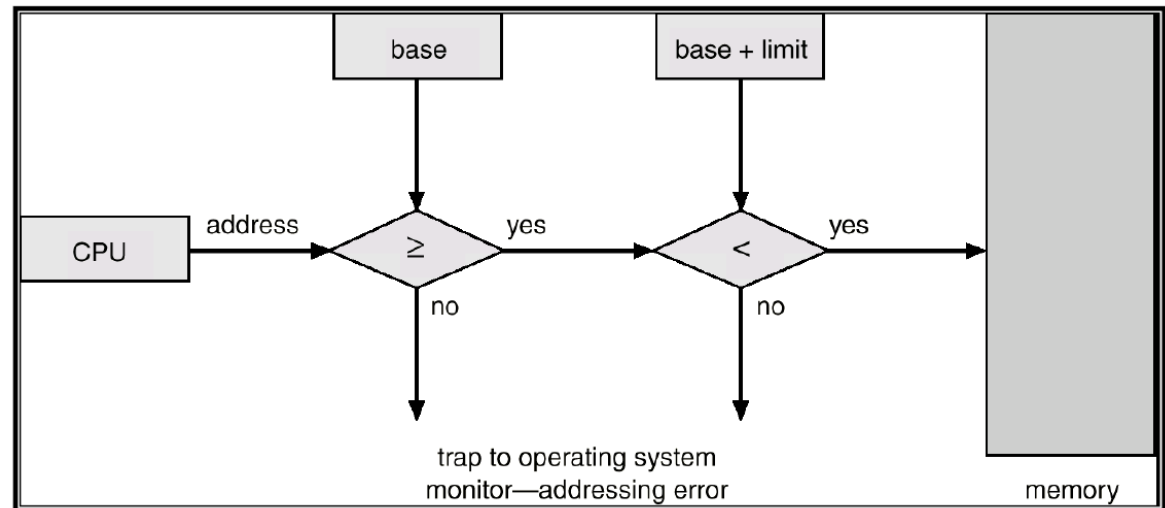 base
base + limit
CPU
address
≥
yes
<
yes
no
no
trap to operating system
monitor—addressing error
memory